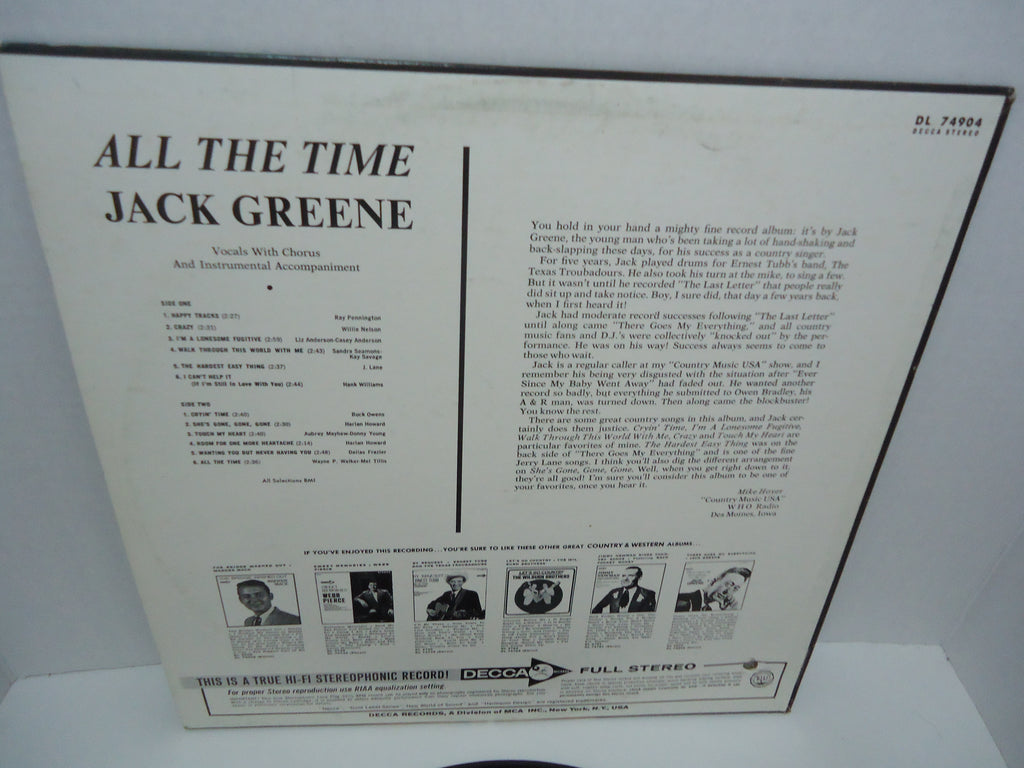 DL 74904
DECCA STEREO
ALL THE TIME
JACK GREENE
Vocals With Chorus
And Instrumental Accompaniment
SIDE ONE
1. HAPPY TRACKS (2:27) Ray Pennington
2. CRAZY (2:31) Willie Nelson
3. I'M A LONESOME FUGITIVE (2:59) Liz Anderson-Casey Anderson
4. WALK THROUGH THIS WORLD WITH ME (2:43) Sandra Seamons-
Kay Savage
5. THE HARDEST EASY THING (2:37) J. Lane
6. I CAN'T HELP IT
(If I'm Still In Love With You) (2:44) Hank Williams
SIDE TWO
1. CRYIN' TIME (2:40) Buck Owens
2. SHE'S GONE, GONE, GONE (2:30) Harlan Howard
3. TOUCH MY HEART (2:40) Aubrey Mayhew-Donny Young
4. ROOM FOR ONE MORE HEARTACHE (2:14) Harlan Howard
5. WANTING YOU BUT NEVER HAVING YOU (2:48) Dallas Frazier
6. ALL THE TIME (2:36) Wayne P. Walker-Mel Tillis
All Selections BMI
You hold in your hand a mighty fine record album: it's by Jack
Greene, the young man who's been taking a lot of hand-shaking and
back-slapping these days, for his success as a country singer.
For five years, Jack played drums for Ernest Tubb's band, The
Texas Troubadours. He also took his turn at the mike, to sing a few.
But it wasn't until he recorded "The Last Letter" that people really
did sit up and take notice. Boy, I sure did, that day a few years back,
when I first heard it!
Jack had moderate record successes following "The Last Letter"
until along came "There Goes My Everything," and all country
music fans and D.J.'s were collectively "knocked out" by the per-
formance. He was on his way! Success always seems to come to
those who wait.
Jack is a regular caller at my "Country Music USA" show, and I
remember his being very disgusted with the situation after "Ever
Since My Baby Went Away" had faded out. He wanted another
record so badly, but everything he submitted to Owen Bradley, his
A & R man, was turned down. Then along came the blockbuster!
You know the rest.
There are some great country songs in this album, and Jack cer-
tainly does them justice. Cryin' Time, I'm A Lonesome Fugitive,
Walk Through This World With Me, Crazy and Touch My Heart are
particular favorites of mine. The Hardest Easy Thing was on the
back side of "There Goes My Everything" and is one of the fine
Jerry Lane songs. I think you'll also dig the different arrangement
on She's Gone, Gone, Gone. Well, when you get right down to it,
they're all good! I'm sure you'll consider this album to be one of
your favorites, once you hear it.
Mike Hoyer
"Country Music USA"
WHO Radio
Des Moines, Iowa
IF YOU'VE ENJOYED THIS RECORDING...YOU'RE SURE TO LIKE THESE OTHER GREAT COUNTRY & WESTERN ALBUMS...
WEBB
PIERCE
LET'S GO COUNTRY
THE WILBURN BROTHERS
THIS IS A TRUE HI-FI STEREOPHONIC RECORD!
DECCA
FULL STEREO
For proper Stereo reproduction use RIAA equalization setting.
DECCA RECORDS, A Division of MCA INC., New York, N.Y., USA